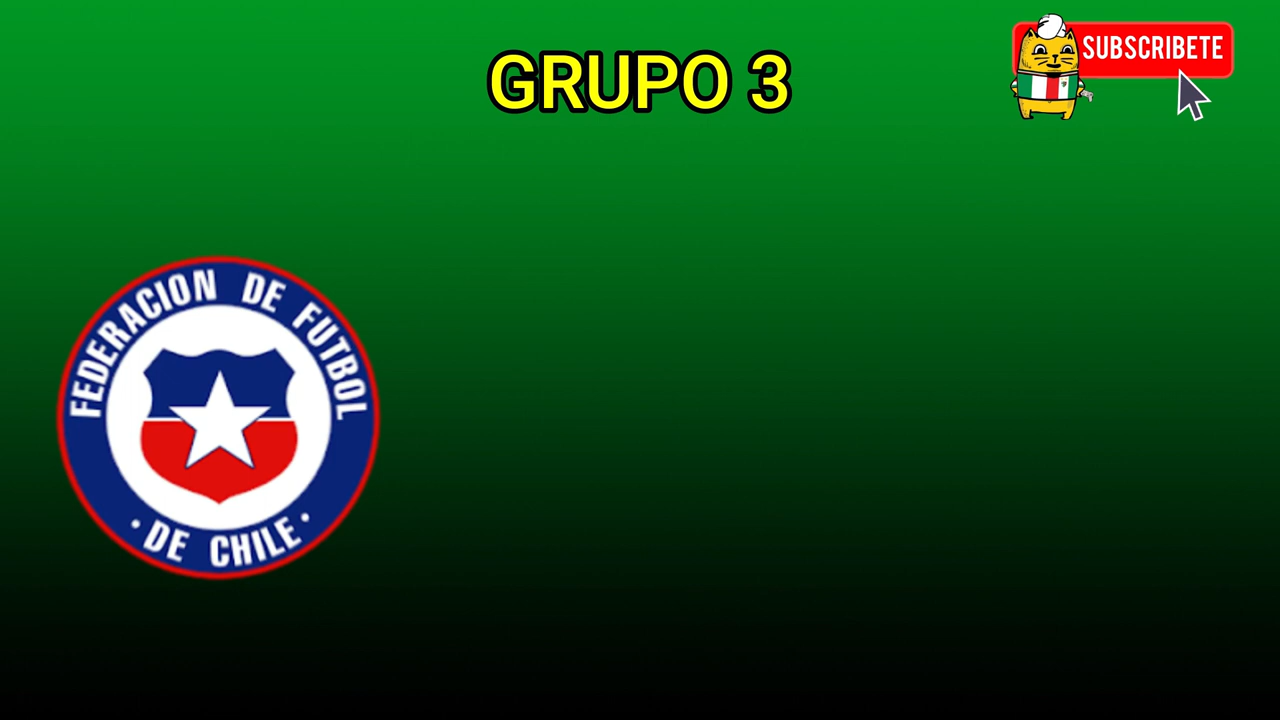 GRUPO 3
SUBSCRIBETE
FEDERACION DE FUTBOL
· DE CHILE ·